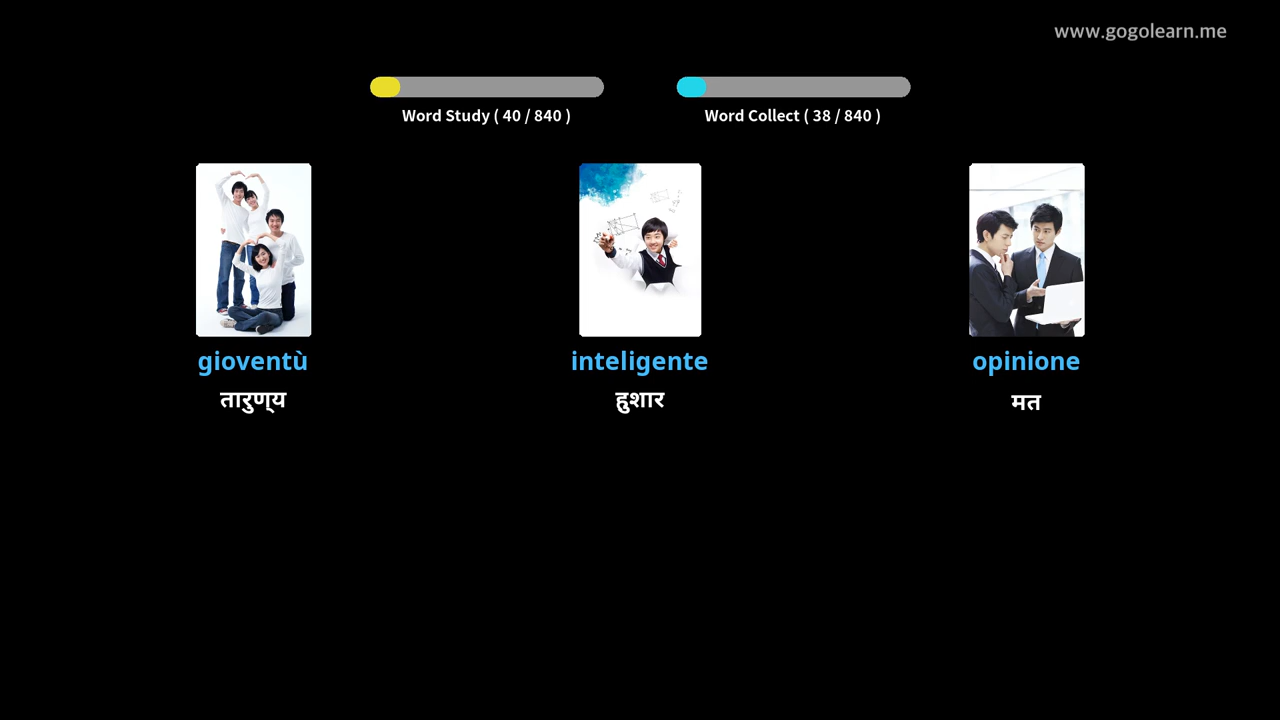 www.gogolearn.me
Word Study ( 40 / 840 )
Word Collect ( 38 / 840 )
gioventù
inteligente
opinione
तारुण्य
हुशार
मत